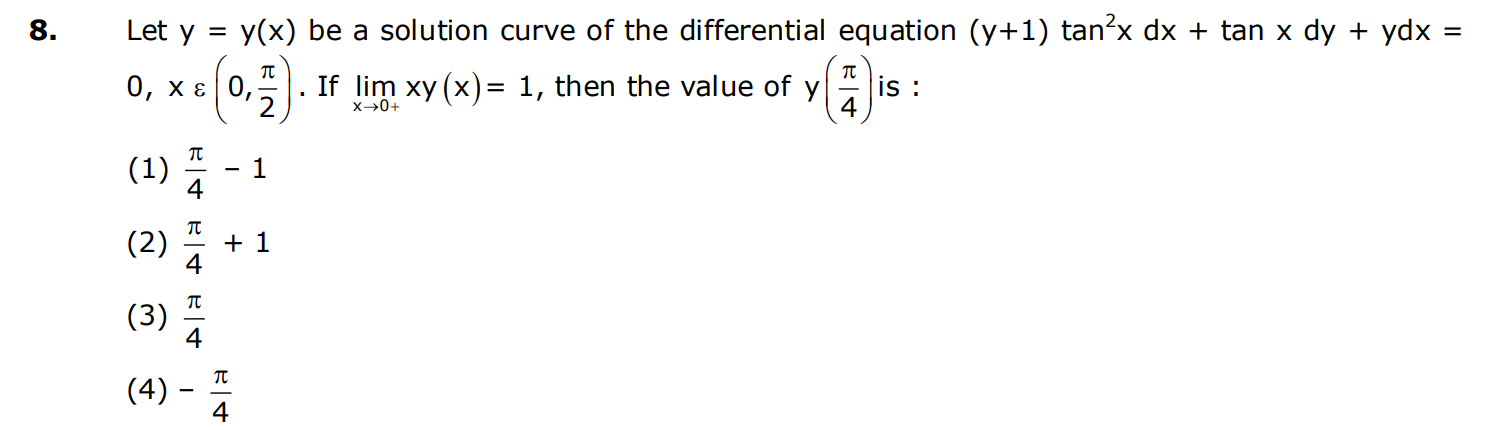 8. Let y = y(x) be a solution curve of the differential equation (y+1) tan²x dx + tan x dy + ydx =
0, x ε (0, π/2). If lim x→0+ xy(x) = 1, then the value of y(π/4) is :
(1) π/4 – 1
(2) π/4 + 1
(3) π/4
(4) – π/4